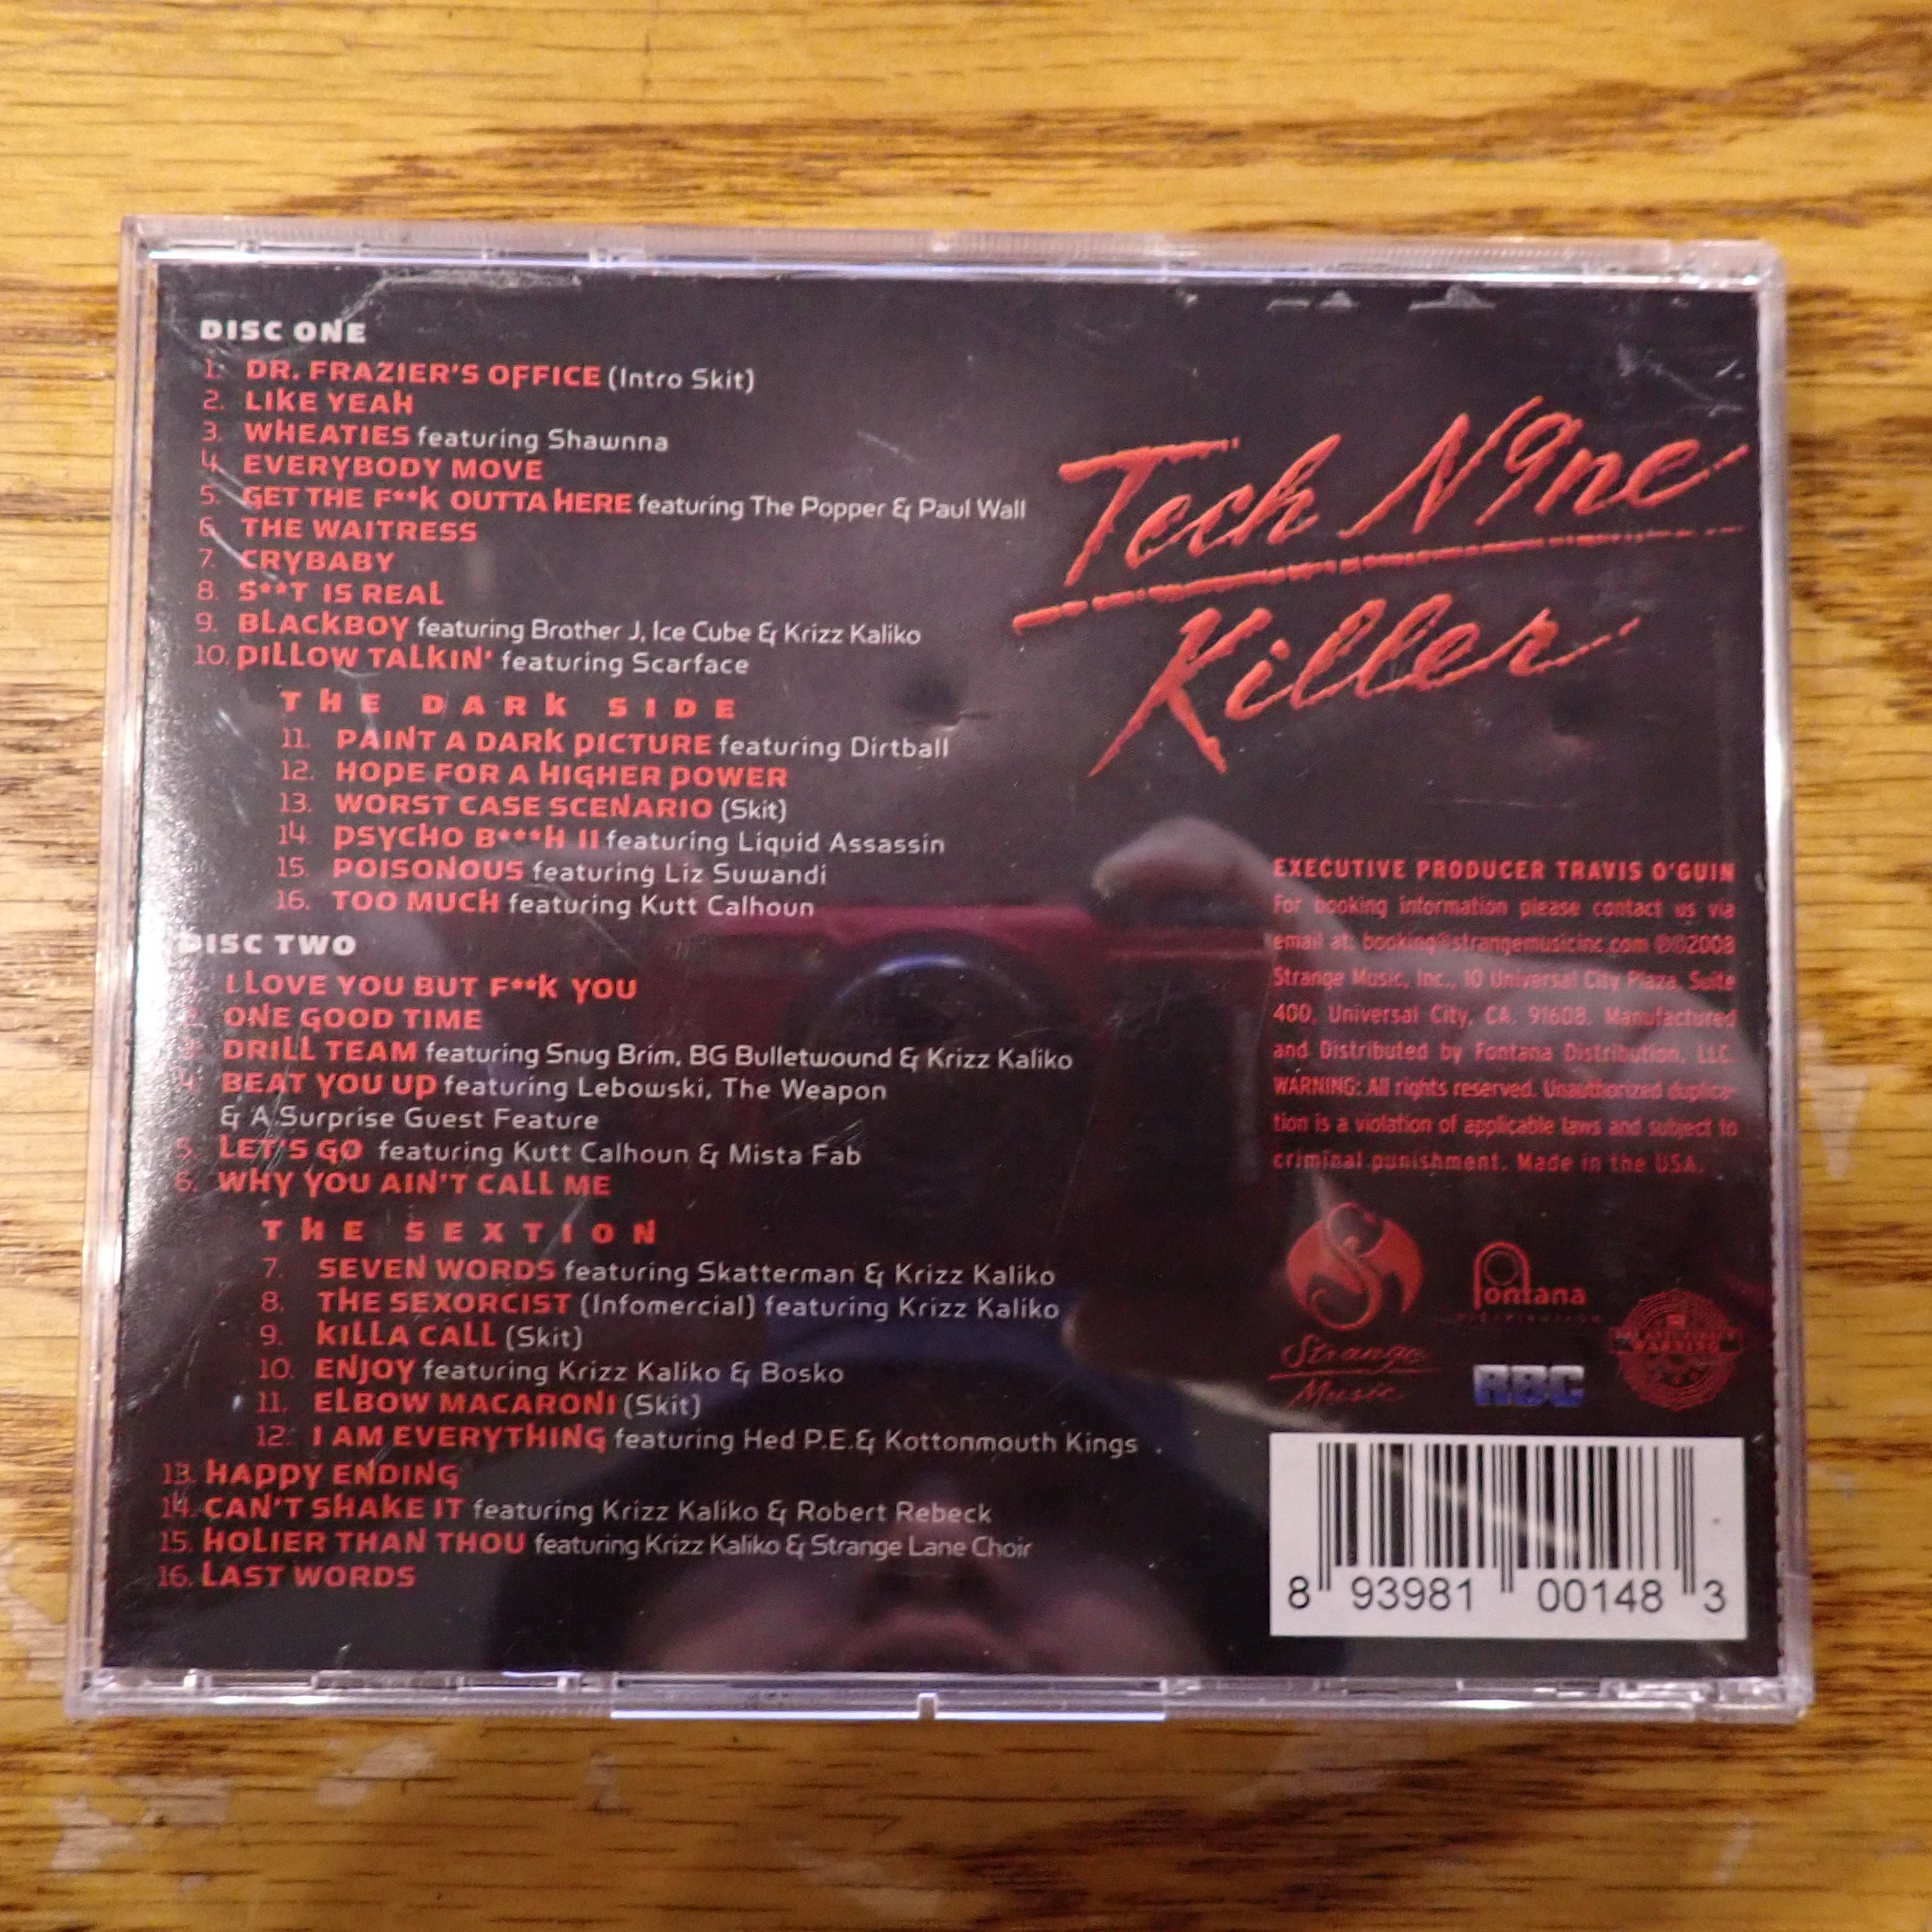 DISC ONE
1. DR. FRAZIER'S OFFICE (Intro Skit)
2. LIKE YEAH
3. WHEATIES featuring Shawnna
4. EVERYBODY MOVE
5. GET THE F**K OUTTA HERE featuring The Popper & Paul Wall
6. THE WAITRESS
7. CRYBABY
8. S**T IS REAL
9. BLACKBOY featuring Brother J, Ice Cube & Krizz Kaliko
10. PILLOW TALKIN' featuring Scarface
THE DARK SIDE
11. PAINT A DARK PICTURE featuring Dirtball
12. HOPE FOR A HIGHER POWER
13. WORST CASE SCENARIO (Skit)
14. PSYCHO B***H II featuring Liquid Assassin
15. POISONOUS featuring Liz Suwandi
16. TOO MUCH featuring Kutt Calhoun
DISC TWO
1. I LOVE YOU BUT F**K YOU
2. ONE GOOD TIME
3. DRILL TEAM featuring Snug Brim, BG Bulletwound & Krizz Kaliko
4. BEAT YOU UP featuring Lebowski, The Weapon
& A Surprise Guest Feature
5. LET'S GO featuring Kutt Calhoun & Mista Fab
6. WHY YOU AIN'T CALL ME
THE SEXTION
7. SEVEN WORDS featuring Skatterman & Krizz Kaliko
8. THE SEXORCIST (Infomercial) featuring Krizz Kaliko
9. KILLA CALL (Skit)
10. ENJOY featuring Krizz Kaliko & Bosko
11. ELBOW MACARONI (Skit)
12. I AM EVERYTHING featuring Hed P.E.& Kottonmouth Kings
13. HAPPY ENDING
14. CAN'T SHAKE IT featuring Krizz Kaliko & Robert Rebeck
15. HOLIER THAN THOU featuring Krizz Kaliko & Strange Lane Choir
16. LAST WORDS
Tech N9ne
Killer
EXECUTIVE PRODUCER TRAVIS O'GUIN
For booking information please contact us via
email at: booking@strangemusicinc.com ℗©2008
Strange Music, Inc., 10 Universal City Plaza, Suite
400, Universal City, CA. 91608. Manufactured
and Distributed by Fontana Distribution, LLC
WARNING: All rights reserved. Unauthorized duplica-
tion is a violation of applicable laws and subject to
criminal punishment. Made in the USA.
Strange
Music
fontana
DISTRIBUTION
RBC
WARNING
8 93981 00148 3